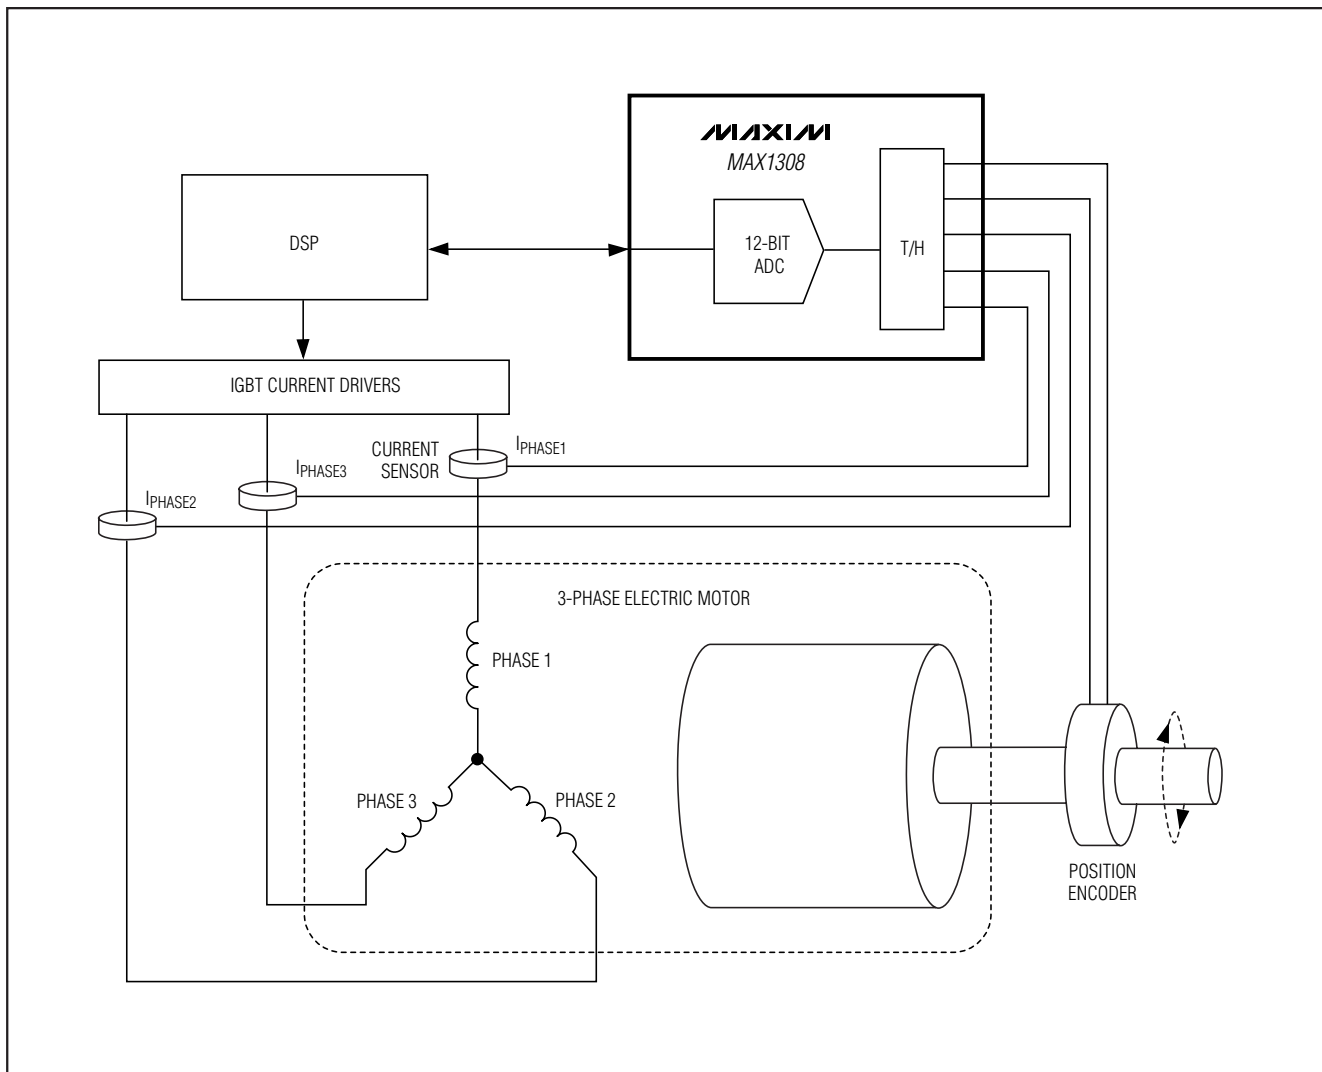 MAXIM
MAX1308
DSP
12-BIT
ADC
T/H
IGBT CURRENT DRIVERS
CURRENT
SENSOR
IPHASE1
IPHASE3
IPHASE2
3-PHASE ELECTRIC MOTOR
PHASE 1
PHASE 3
PHASE 2
POSITION
ENCODER